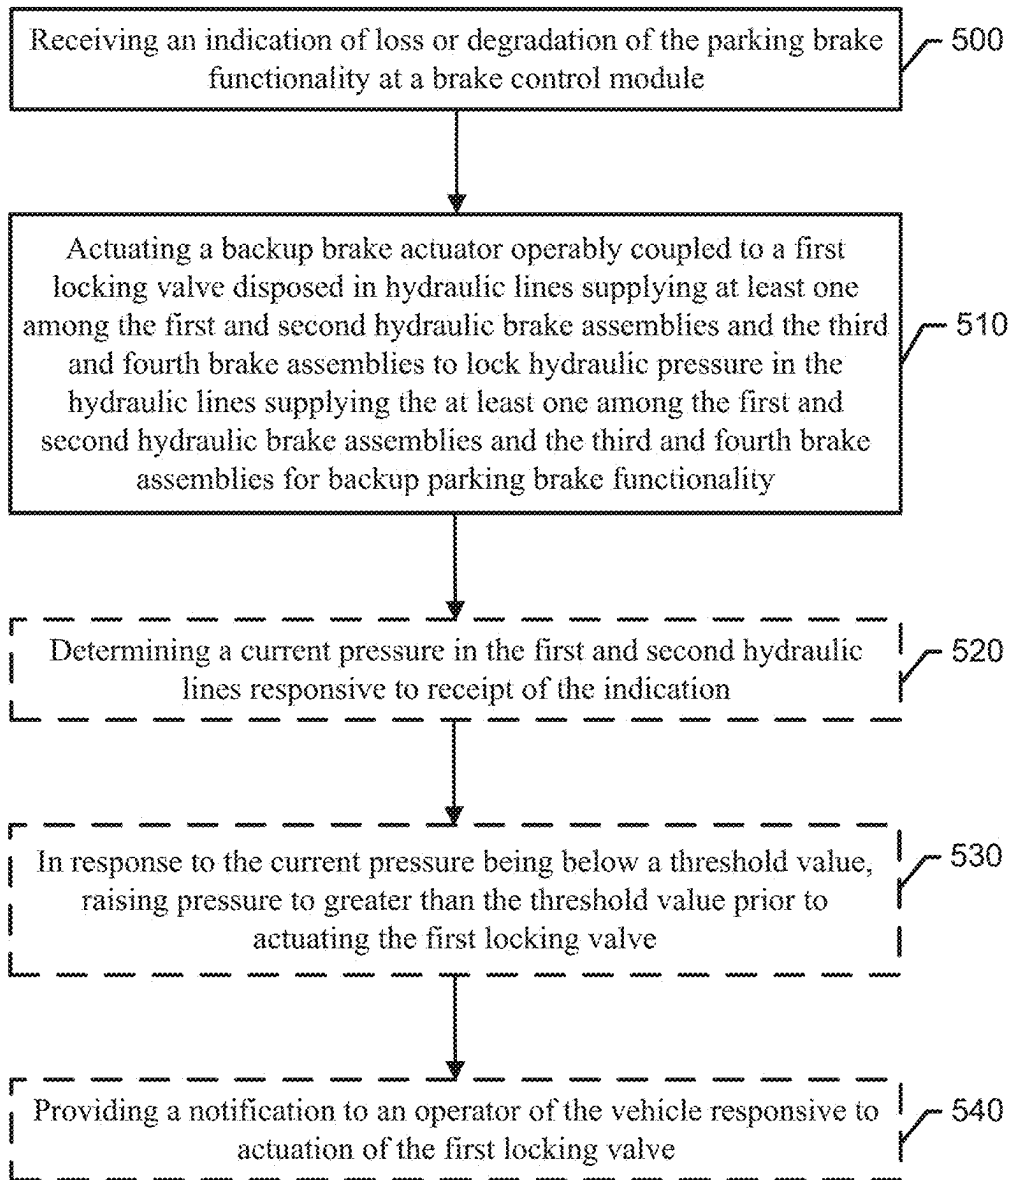 Receiving an indication of loss or degradation of the parking brake
functionality at a brake control module
500
Actuating a backup brake actuator operably coupled to a first
locking valve disposed in hydraulic lines supplying at least one
among the first and second hydraulic brake assemblies and the third
and fourth brake assemblies to lock hydraulic pressure in the
hydraulic lines supplying the at least one among the first and
second hydraulic brake assemblies and the third and fourth brake
assemblies for backup parking brake functionality
510
Determining a current pressure in the first and second hydraulic
lines responsive to receipt of the indication
520
In response to the current pressure being below a threshold value,
raising pressure to greater than the threshold value prior to
actuating the first locking valve
530
Providing a notification to an operator of the vehicle responsive to
actuation of the first locking valve
540